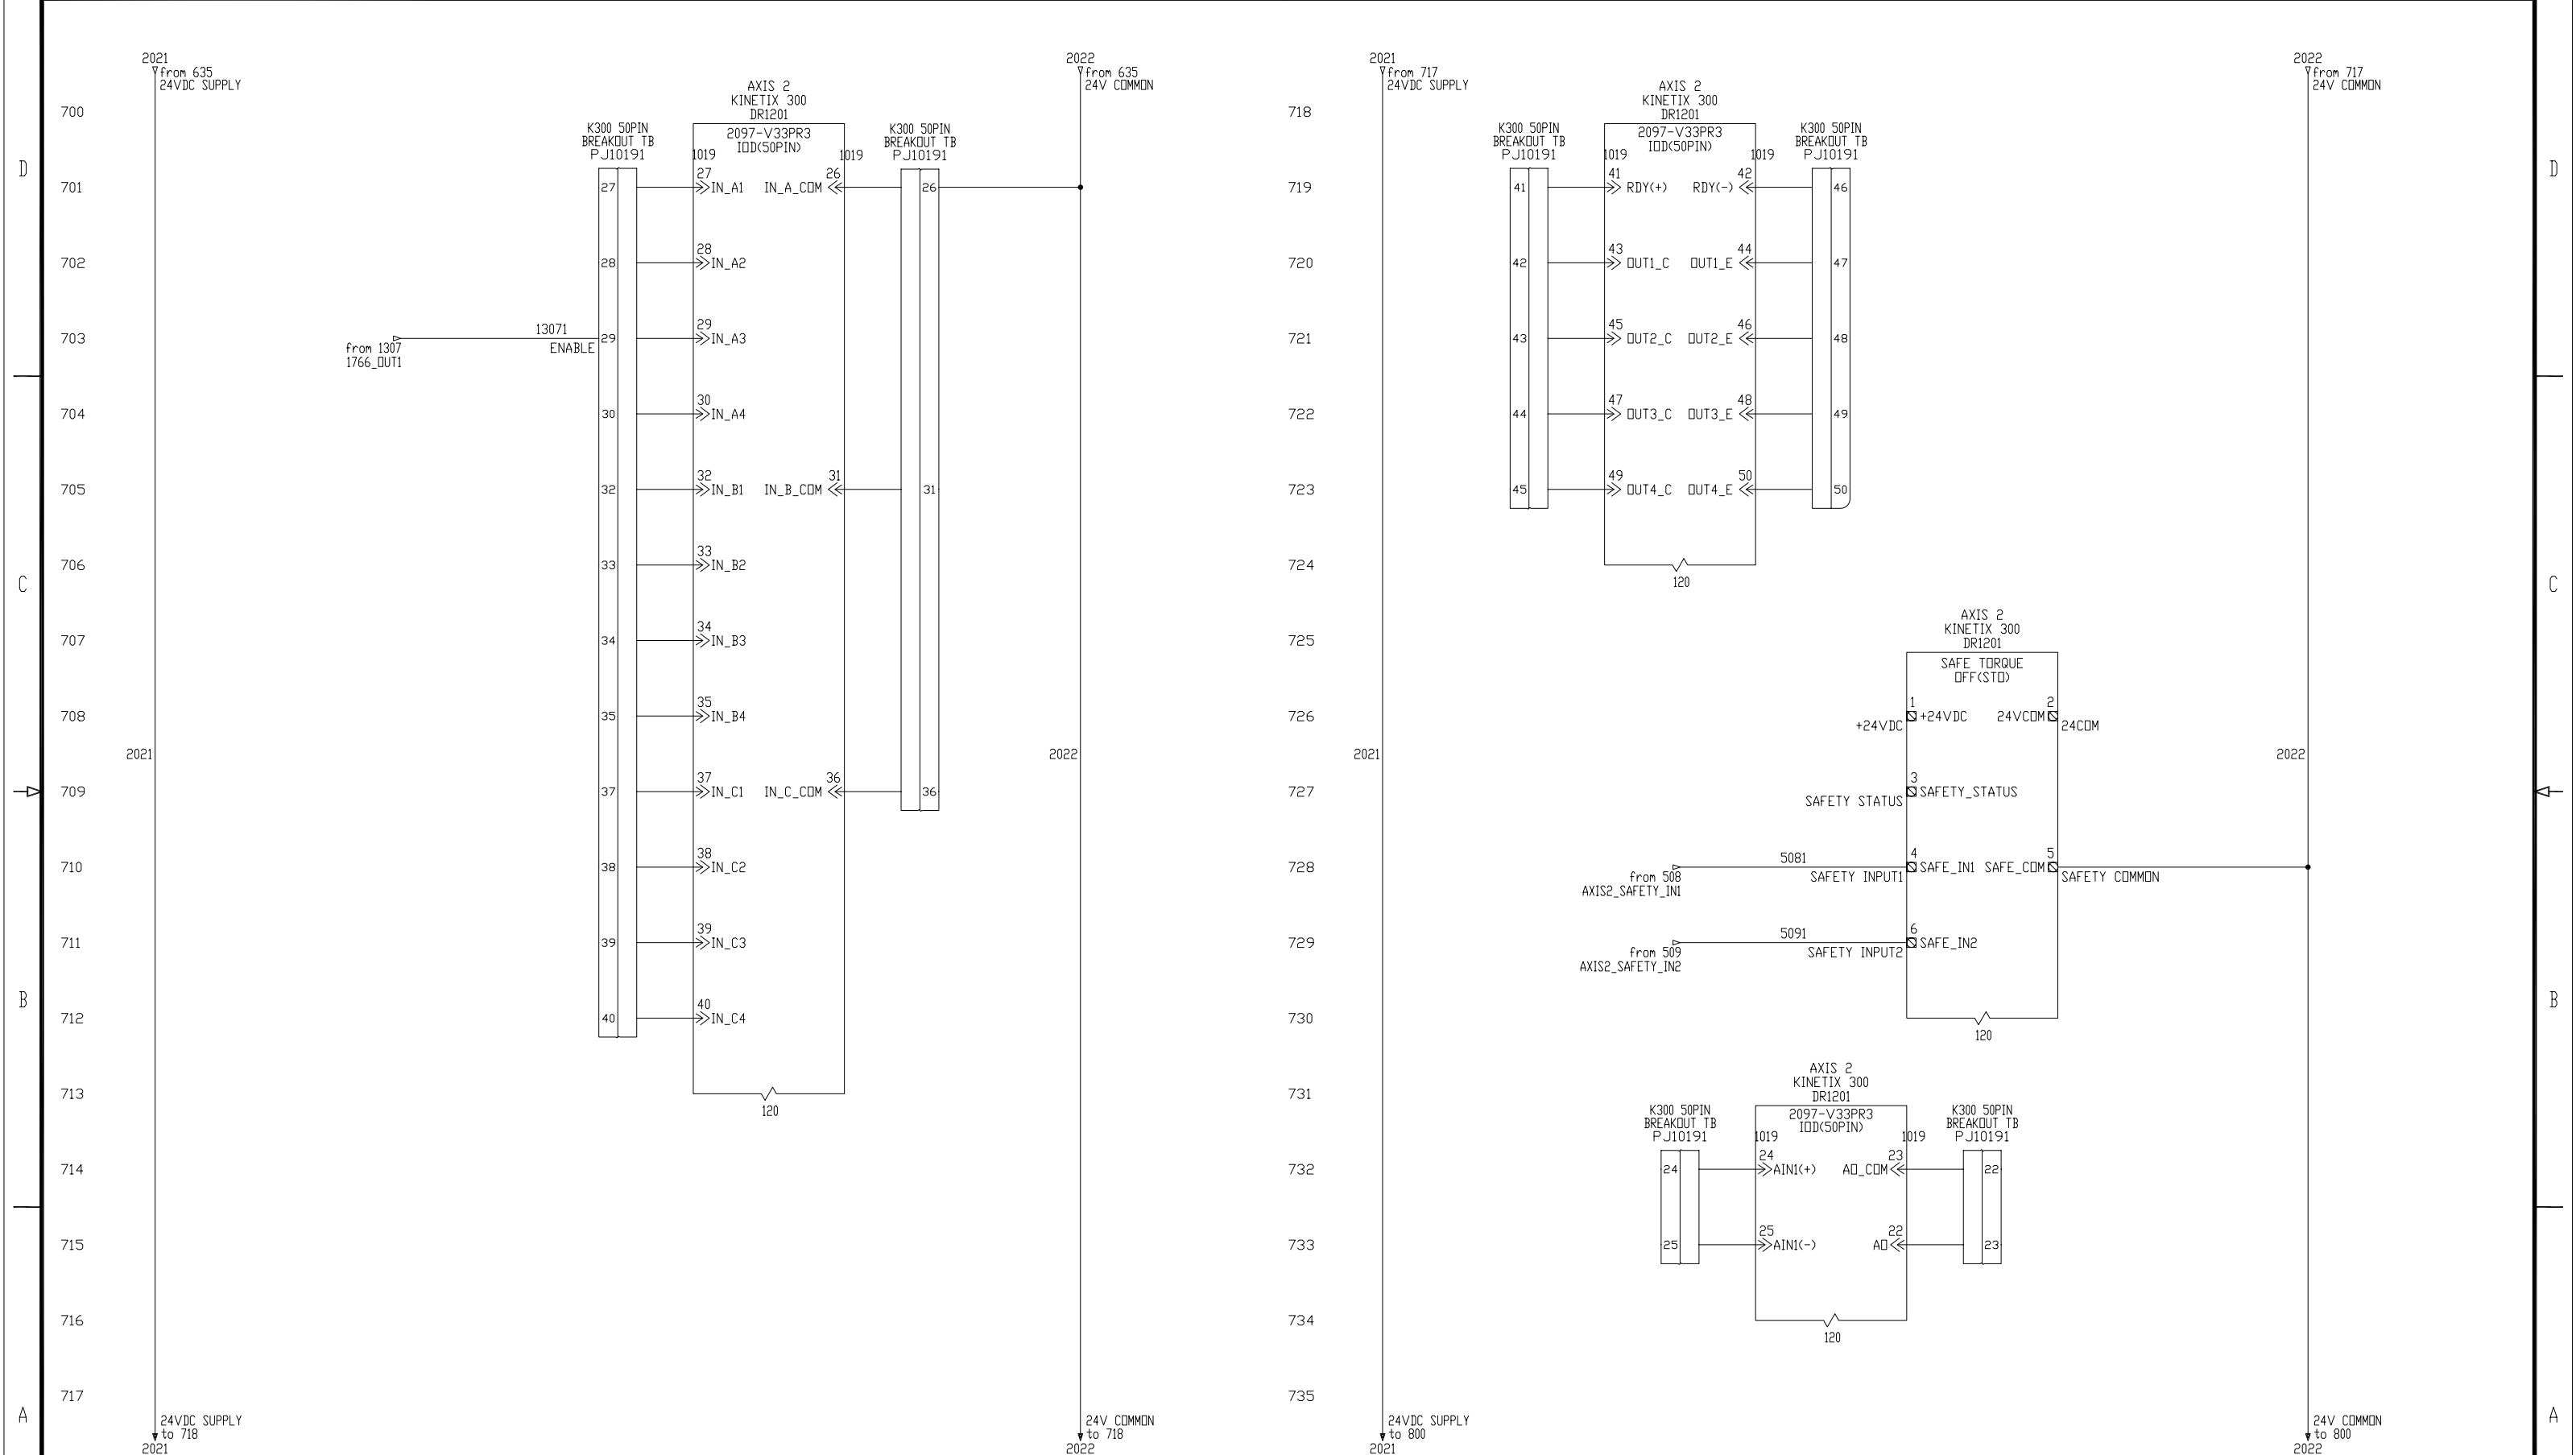 2021
from 635
24VDC SUPPLY
2022
from 635
24V COMMON
2021
from 717
24VDC SUPPLY
2022
from 717
24V COMMON
D
C
B
A
700
701
702
703
704
705
706
707
708
709
710
711
712
713
714
715
716
717
AXIS 2
KINETIX 300
DR1201
2097-V33PR3
IOD(50PIN)
K300 50PIN
BREAKOUT TB
PJ10191
1019
1019
K300 50PIN
BREAKOUT TB
PJ10191
27 27 IN_A1 IN_A_COM 26 26
28 28 IN_A2
from 1307
1766_OUT1
13071
ENABLE
29 29 IN_A3
30 30 IN_A4
32 32 IN_B1 IN_B_COM 31 31
33 33 IN_B2
34 34 IN_B3
35 35 IN_B4
2021
2022
37 37 IN_C1 IN_C_COM 36 36
38 38 IN_C2
39 39 IN_C3
40 40 IN_C4
120
24VDC SUPPLY
to 718
2021
24V COMMON
to 718
2022
718
719
720
721
722
723
724
725
726
727
728
729
730
731
732
733
734
735
AXIS 2
KINETIX 300
DR1201
2097-V33PR3
IOD(50PIN)
K300 50PIN
BREAKOUT TB
PJ10191
1019
1019
K300 50PIN
BREAKOUT TB
PJ10191
41 41 RDY(+) RDY(-) 42 46
42 43 OUT1_C OUT1_E 44 47
43 45 OUT2_C OUT2_E 46 48
44 47 OUT3_C OUT3_E 48 49
45 49 OUT4_C OUT4_E 50 50
120
AXIS 2
KINETIX 300
DR1201
SAFE TORQUE
OFF(STO)
+24VDC 1 +24VDC 24VCOM 2 24COM
2021
2022
SAFETY STATUS 3 SAFETY_STATUS
from 508
AXIS2_SAFETY_IN1
5081
SAFETY INPUT1
4 SAFE_IN1 SAFE_COM 5 SAFETY COMMON
from 509
AXIS2_SAFETY_IN2
5091
SAFETY INPUT2
6 SAFE_IN2
120
AXIS 2
KINETIX 300
DR1201
2097-V33PR3
IOD(50PIN)
K300 50PIN
BREAKOUT TB
PJ10191
1019
1019
K300 50PIN
BREAKOUT TB
PJ10191
24 24 AIN1(+) AO_COM 23 22
25 25 AIN1(-) AO 22 23
120
24VDC SUPPLY
to 800
2021
24V COMMON
to 800
2022
D
C
B
A